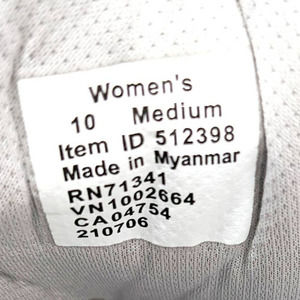 Women's
10 Medium
Item ID 512398
Made in Myanmar
RN71341
VN1002664
CA04754
210706